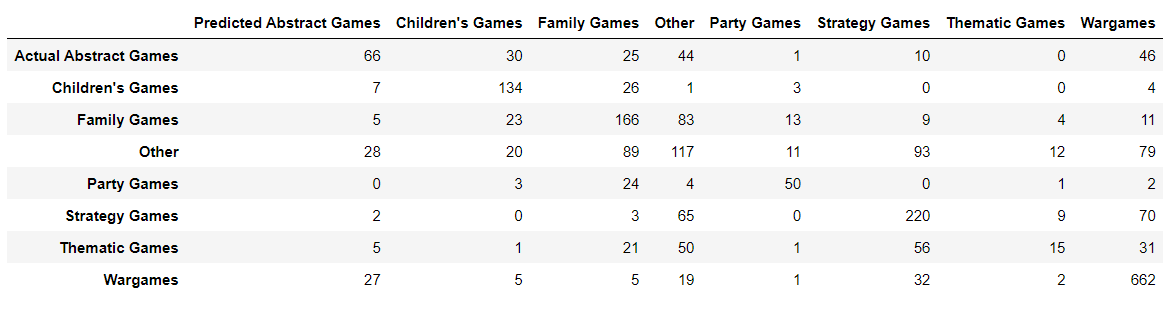 Predicted Abstract Games Children's Games Family Games Other Party Games Strategy Games Thematic Games Wargames
Actual Abstract Games 66 30 25 44 1 10 0 46
Children's Games 7 134 26 1 3 0 0 4
Family Games 5 23 166 83 13 9 4 11
Other 28 20 89 117 11 93 12 79
Party Games 0 3 24 4 50 0 1 2
Strategy Games 2 0 3 65 0 220 9 70
Thematic Games 5 1 21 50 1 56 15 31
Wargames 27 5 5 19 1 32 2 662